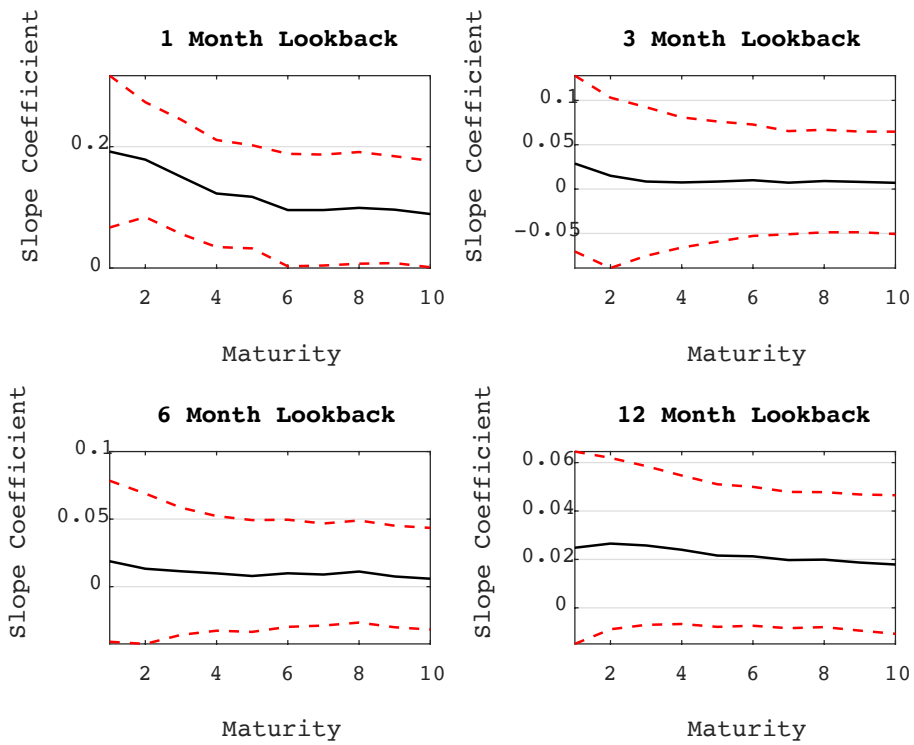 1 Month Lookback
Slope Coefficient
0.2
0
2 4 6 8 10
Maturity
3 Month Lookback
Slope Coefficient
0.1
0.05
0
-0.05
2 4 6 8 10
Maturity
6 Month Lookback
Slope Coefficient
0.1
0.05
0
2 4 6 8 10
Maturity
12 Month Lookback
Slope Coefficient
0.06
0.04
0.02
0
2 4 6 8 10
Maturity